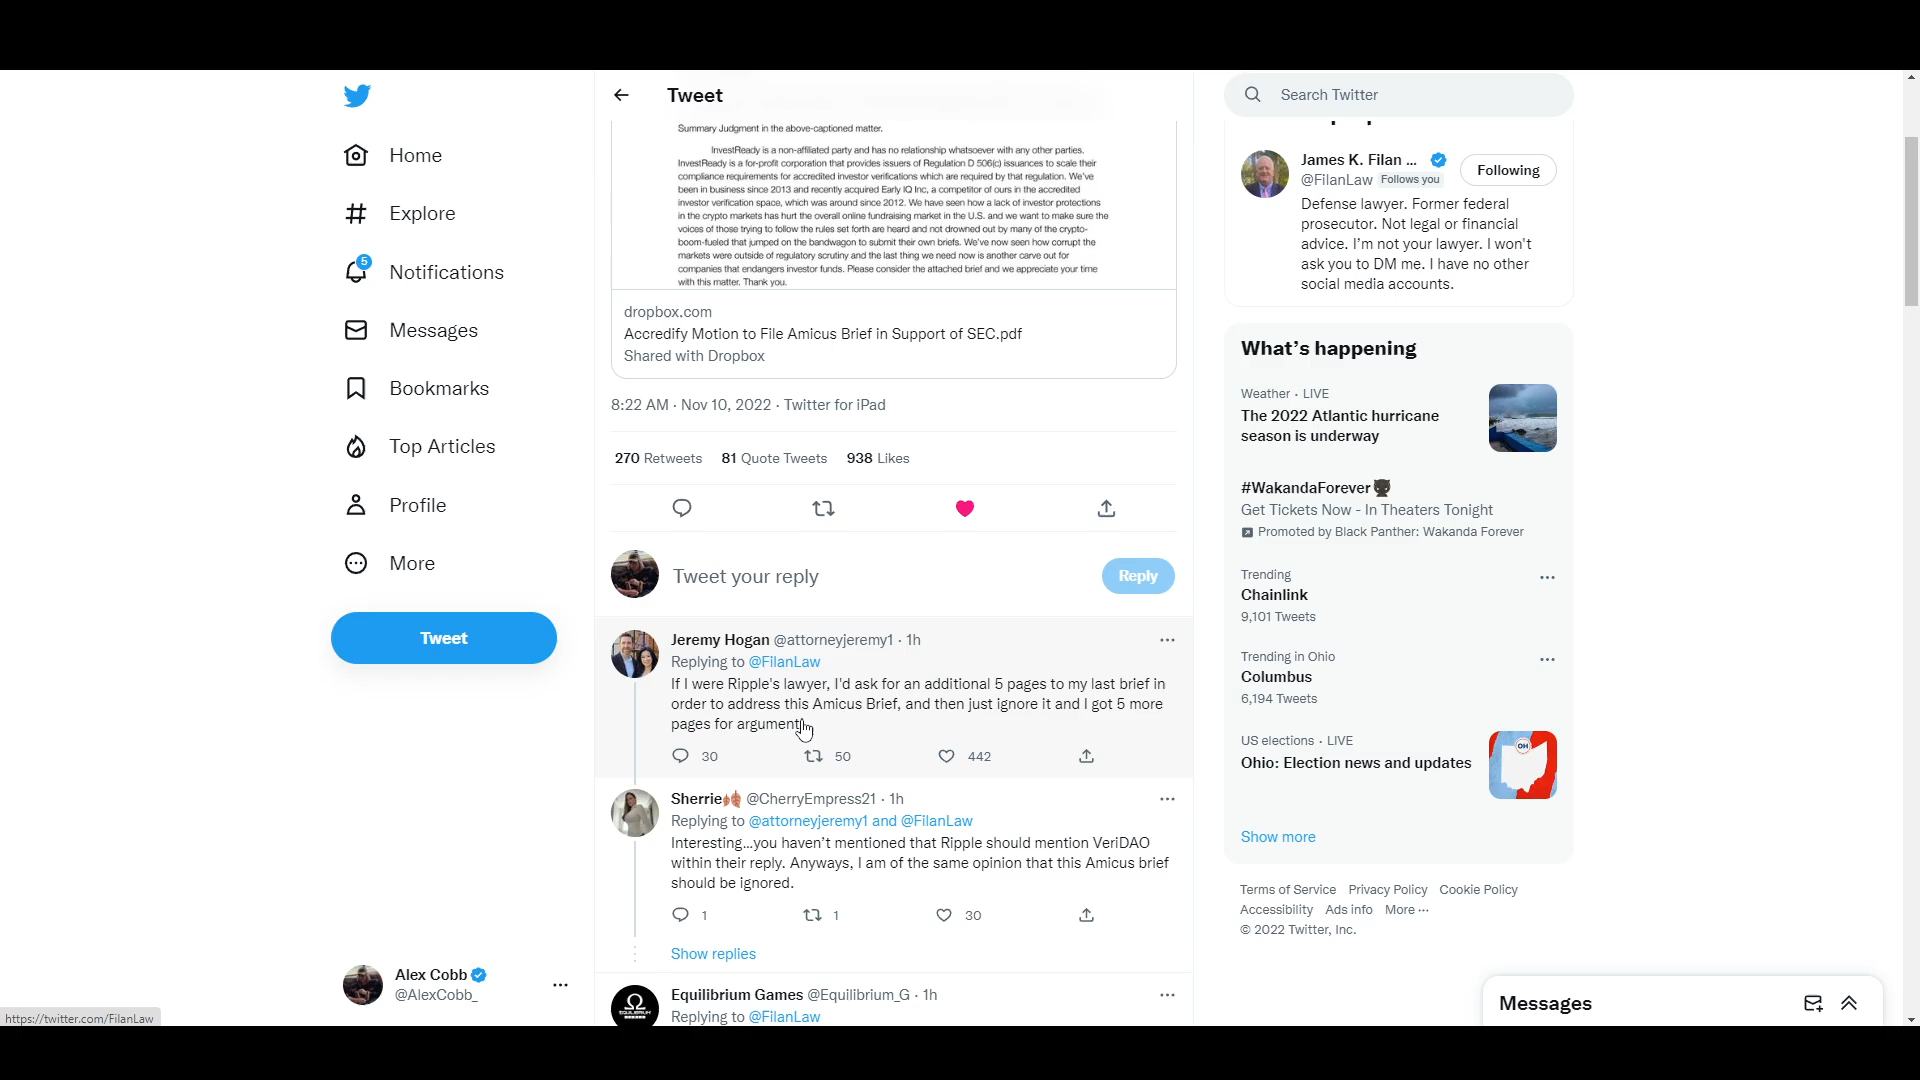 Home
Explore
5
Notifications
Messages
Bookmarks
Top Articles
Profile
More
Tweet
Alex Cobb
@AlexCobb_
https://twitter.com/FilanLaw
Tweet
Summary Judgment in the above-captioned matter.
InvestReady is a non-affiliated party and has no relationship whatsoever with any other parties.
InvestReady is a for-profit corporation that provides issuers of Regulation D 506(c) issuances to scale their
compliance requirements for accredited investor verifications which are required by that regulation. We've
been in business since 2013 and recently acquired Early IQ Inc, a competitor of ours in the accredited
investor verification space, which was around since 2012. We have seen how a lack of investor protections
in the crypto markets has hurt the overall online fundraising market in the U.S. and we want to make sure the
voices of those trying to follow the rules set forth are heard and not drowned out by many of the crypto-
boom-fueled that jumped on the bandwagon to submit their own briefs. We've now seen how corrupt the
markets were outside of regulatory scrutiny and the last thing we need now is another carve out for
companies that endangers investor funds. Please consider the attached brief and we appreciate your time
with this matter. Thank you.
dropbox.com
Accredify Motion to File Amicus Brief in Support of SEC.pdf
Shared with Dropbox
8:22 AM · Nov 10, 2022 · Twitter for iPad
270 Retweets 81 Quote Tweets 938 Likes
Tweet your reply
Reply
Jeremy Hogan @attorneyjeremy1 · 1h
Replying to @FilanLaw
If I were Ripple's lawyer, I'd ask for an additional 5 pages to my last brief in
order to address this Amicus Brief, and then just ignore it and I got 5 more
pages for argument
30 50 442
Sherrie @CherryEmpress21 · 1h
Replying to @attorneyjeremy1 and @FilanLaw
Interesting...you haven't mentioned that Ripple should mention VeriDAO
within their reply. Anyways, I am of the same opinion that this Amicus brief
should be ignored.
1 1 30
Show replies
EQUILIBRIUM
Equilibrium Games @Equilibrium_G · 1h
Replying to @FilanLaw
Search Twitter
James K. Filan ...
@FilanLaw Follows you
Following
Defense lawyer. Former federal
prosecutor. Not legal or financial
advice. I'm not your lawyer. I won't
ask you to DM me. I have no other
social media accounts.
What's happening
Weather · LIVE
The 2022 Atlantic hurricane
season is underway
#WakandaForever
Get Tickets Now - In Theaters Tonight
Promoted by Black Panther: Wakanda Forever
Trending
Chainlink
9,101 Tweets
Trending in Ohio
Columbus
6,194 Tweets
US elections · LIVE
Ohio: Election news and updates
OH
Show more
Terms of Service Privacy Policy Cookie Policy
Accessibility Ads info More ···
© 2022 Twitter, Inc.
Messages